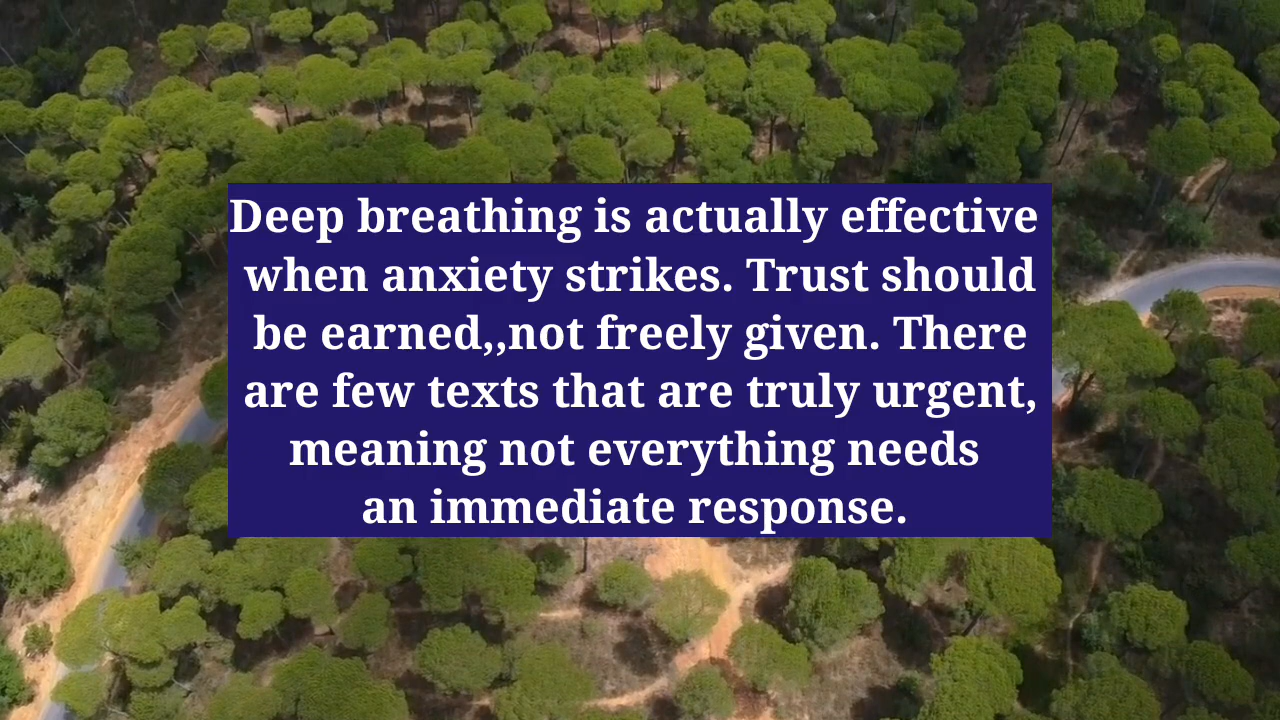 Deep breathing is actually effective
when anxiety strikes. Trust should
be earned,,not freely given. There
are few texts that are truly urgent,
meaning not everything needs
an immediate response.